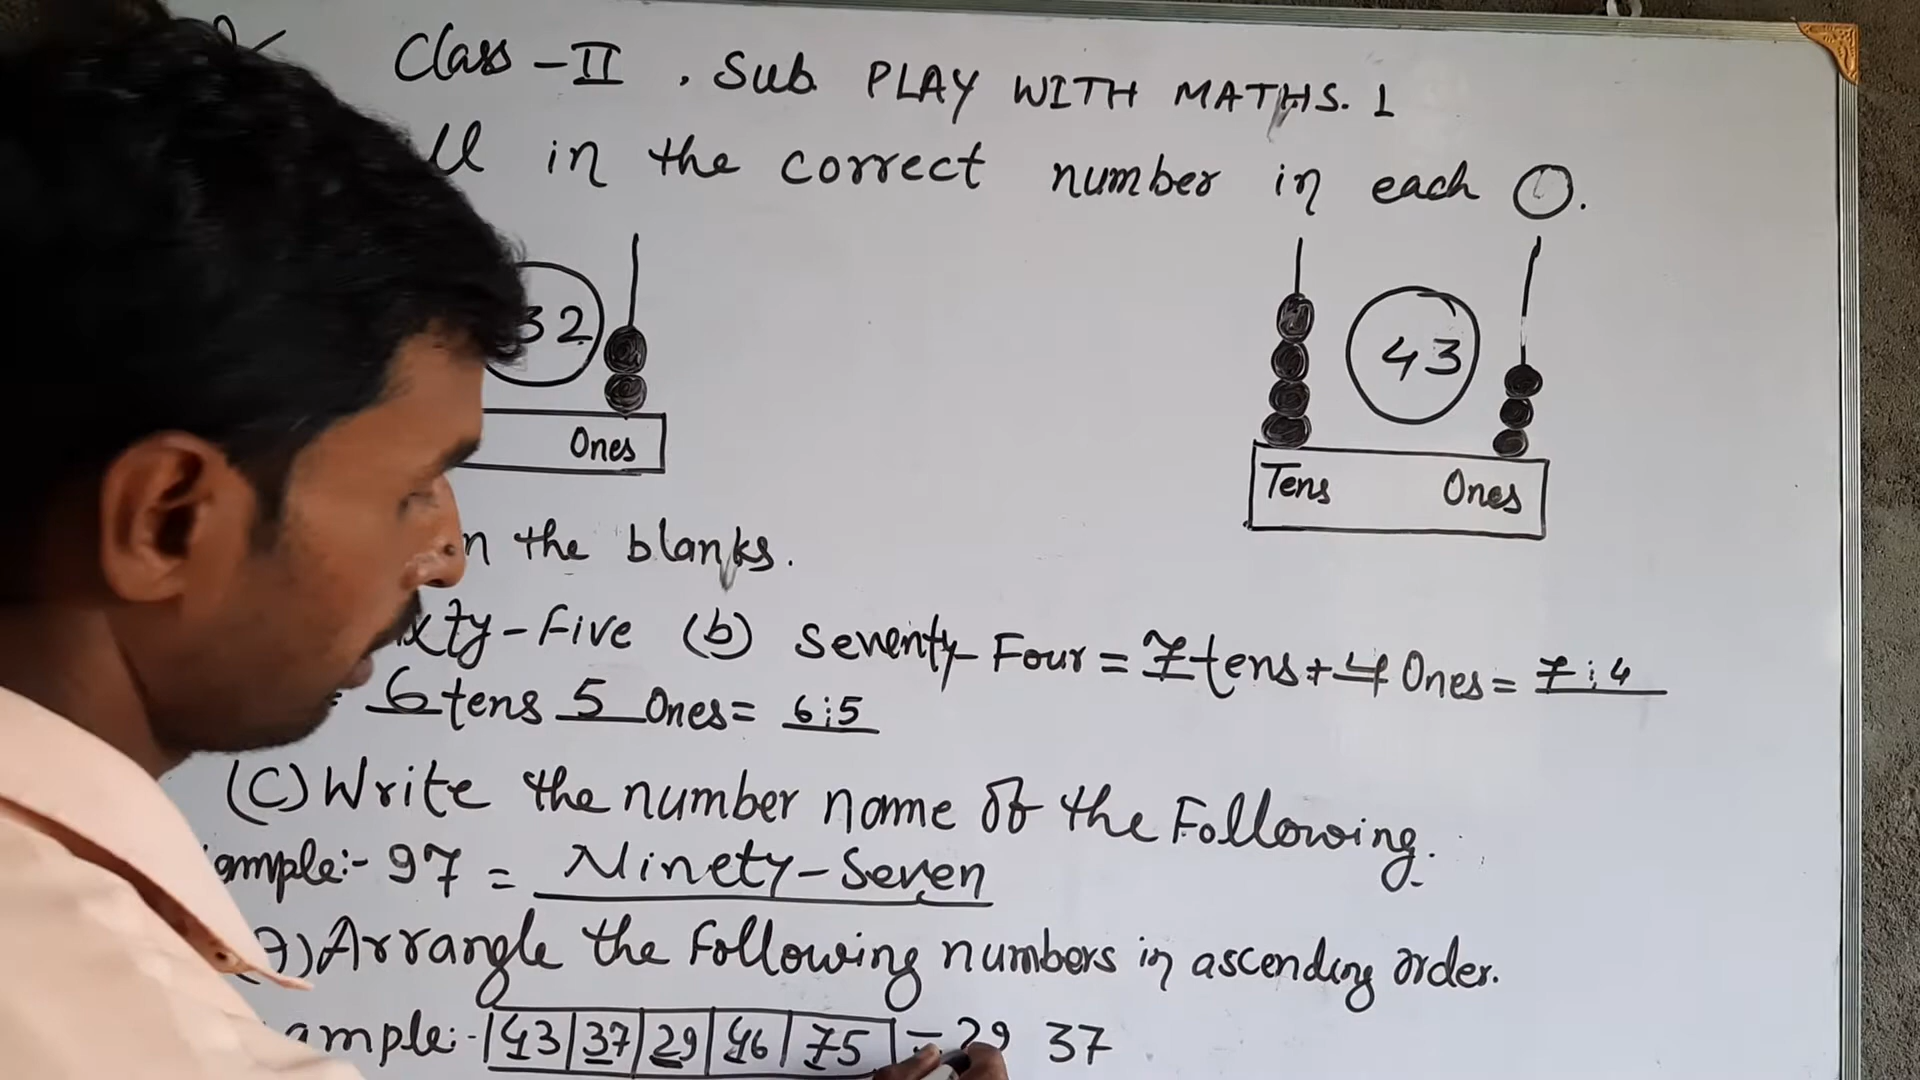 Class - II, Sub PLAY WITH MATHS. 1
in the correct number in each O.
32
43
Ones
Tens Ones
the blanks.
xty-Five (b) Seventy-Four = 7 tens + 4 Ones = 7:4
= 6 tens 5 Ones = 6:5
(C) Write the number name of the Following.
ample:- 97 = Ninety-Seven
Arrange the Following numbers in ascending order.
ample:- |43|37|29|46|75| = 29 37